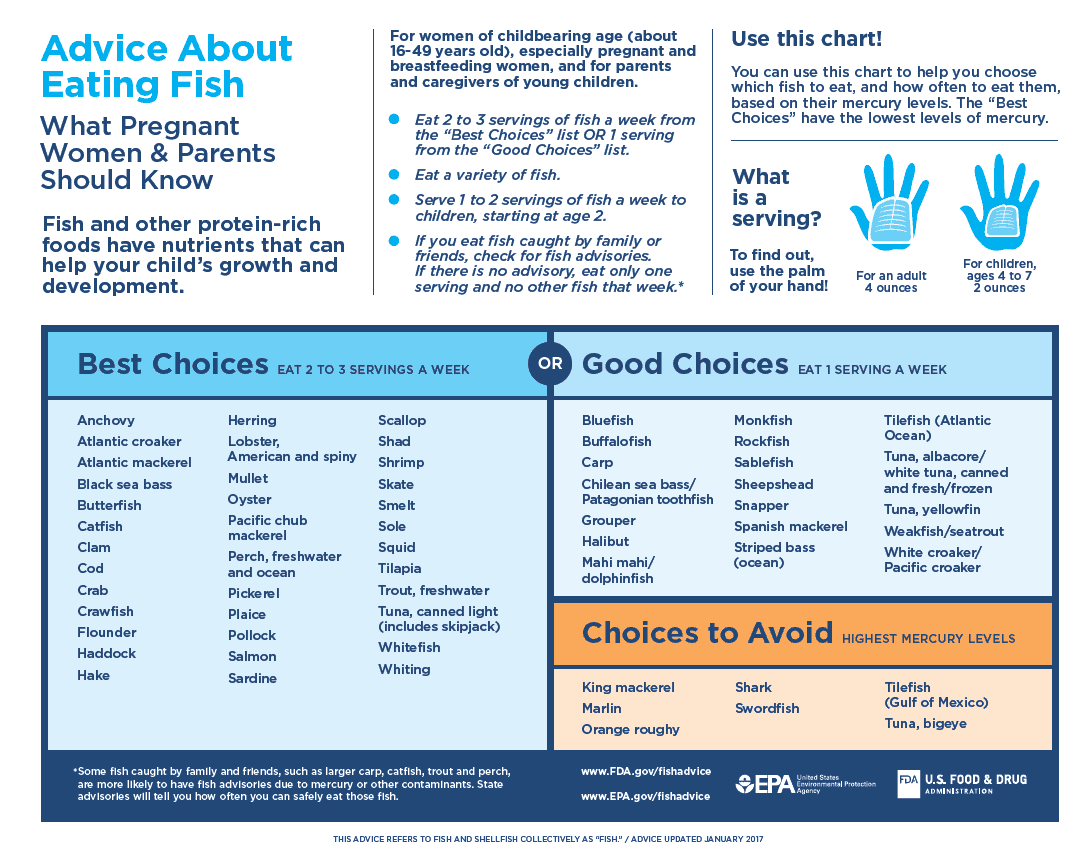 Advice About
Eating Fish
What Pregnant
Women & Parents
Should Know
Fish and other protein-rich
foods have nutrients that can
help your child’s growth and
development.
For women of childbearing age (about
16-49 years old), especially pregnant and
breastfeeding women, and for parents
and caregivers of young children.
Eat 2 to 3 servings of fish a week from
the “Best Choices” list OR 1 serving
from the “Good Choices” list.
Eat a variety of fish.
Serve 1 to 2 servings of fish a week to
children, starting at age 2.
If you eat fish caught by family or
friends, check for fish advisories.
If there is no advisory, eat only one
serving and no other fish that week.*
Use this chart!
You can use this chart to help you choose
which fish to eat, and how often to eat them,
based on their mercury levels. The “Best
Choices” have the lowest levels of mercury.
What
is a
serving?
To find out,
use the palm
of your hand!
For an adult
4 ounces
For children,
ages 4 to 7
2 ounces
Best Choices EAT 2 TO 3 SERVINGS A WEEK
Anchovy
Atlantic croaker
Atlantic mackerel
Black sea bass
Butterfish
Catfish
Clam
Cod
Crab
Crawfish
Flounder
Haddock
Hake
Herring
Lobster,
American and spiny
Mullet
Oyster
Pacific chub
mackerel
Perch, freshwater
and ocean
Pickerel
Plaice
Pollock
Salmon
Sardine
Scallop
Shad
Shrimp
Skate
Smelt
Sole
Squid
Tilapia
Trout, freshwater
Tuna, canned light
(includes skipjack)
Whitefish
Whiting
OR
Good Choices EAT 1 SERVING A WEEK
Bluefish
Buffalofish
Carp
Chilean sea bass/
Patagonian toothfish
Grouper
Halibut
Mahi mahi/
dolphinfish
Monkfish
Rockfish
Sablefish
Sheepshead
Snapper
Spanish mackerel
Striped bass
(ocean)
Tilefish (Atlantic
Ocean)
Tuna, albacore/
white tuna, canned
and fresh/frozen
Tuna, yellowfin
Weakfish/seatrout
White croaker/
Pacific croaker
Choices to Avoid HIGHEST MERCURY LEVELS
King mackerel
Marlin
Orange roughy
Shark
Swordfish
Tilefish
(Gulf of Mexico)
Tuna, bigeye
*Some fish caught by family and friends, such as larger carp, catfish, trout and perch,
are more likely to have fish advisories due to mercury or other contaminants. State
advisories will tell you how often you can safely eat those fish.
www.FDA.gov/fishadvice
www.EPA.gov/fishadvice
EPA United States
Environmental Protection
Agency
FDA U.S. FOOD & DRUG
ADMINISTRATION
THIS ADVICE REFERS TO FISH AND SHELLFISH COLLECTIVELY AS “FISH.” / ADVICE UPDATED JANUARY 2017